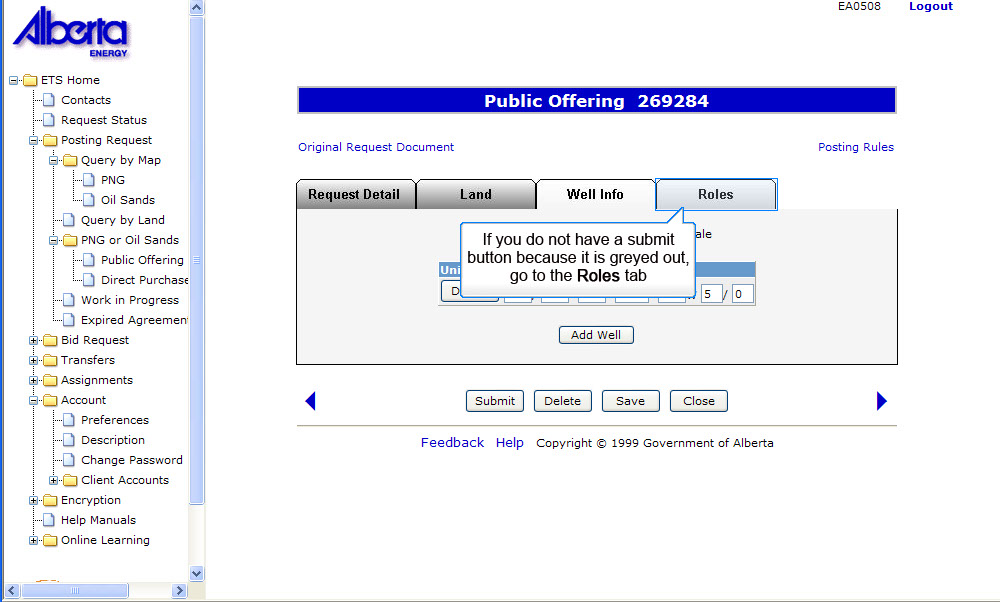 Alberta
ENERGY
ETS Home
Contacts
Request Status
Posting Request
Query by Map
PNG
Oil Sands
Query by Land
PNG or Oil Sands
Public Offering
Direct Purchase
Work in Progress
Expired Agreemen
Bid Request
Transfers
Assignments
Account
Preferences
Description
Change Password
Client Accounts
Encryption
Help Manuals
Online Learning
EA0508 Logout
Public Offering 269284
Original Request Document Posting Rules
Request Detail Land Well Info Roles
ale
If you do not have a submit
button because it is greyed out,
go to the Roles tab
Uni
D
5 / 0
Add Well
Submit Delete Save Close
Feedback Help Copyright © 1999 Government of Alberta